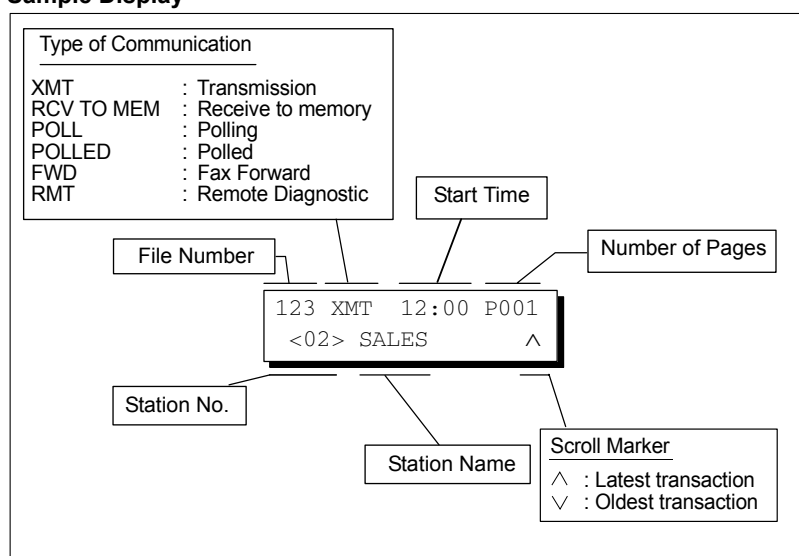 Sample Display
Type of Communication
XMT : Transmission
RCV TO MEM : Receive to memory
POLL : Polling
POLLED : Polled
FWD : Fax Forward
RMT : Remote Diagnostic
Start Time
File Number
Number of Pages
123 XMT 12:00 P001
<02> SALES ∧
Station No.
Station Name
Scroll Marker
∧ : Latest transaction
∨ : Oldest transaction